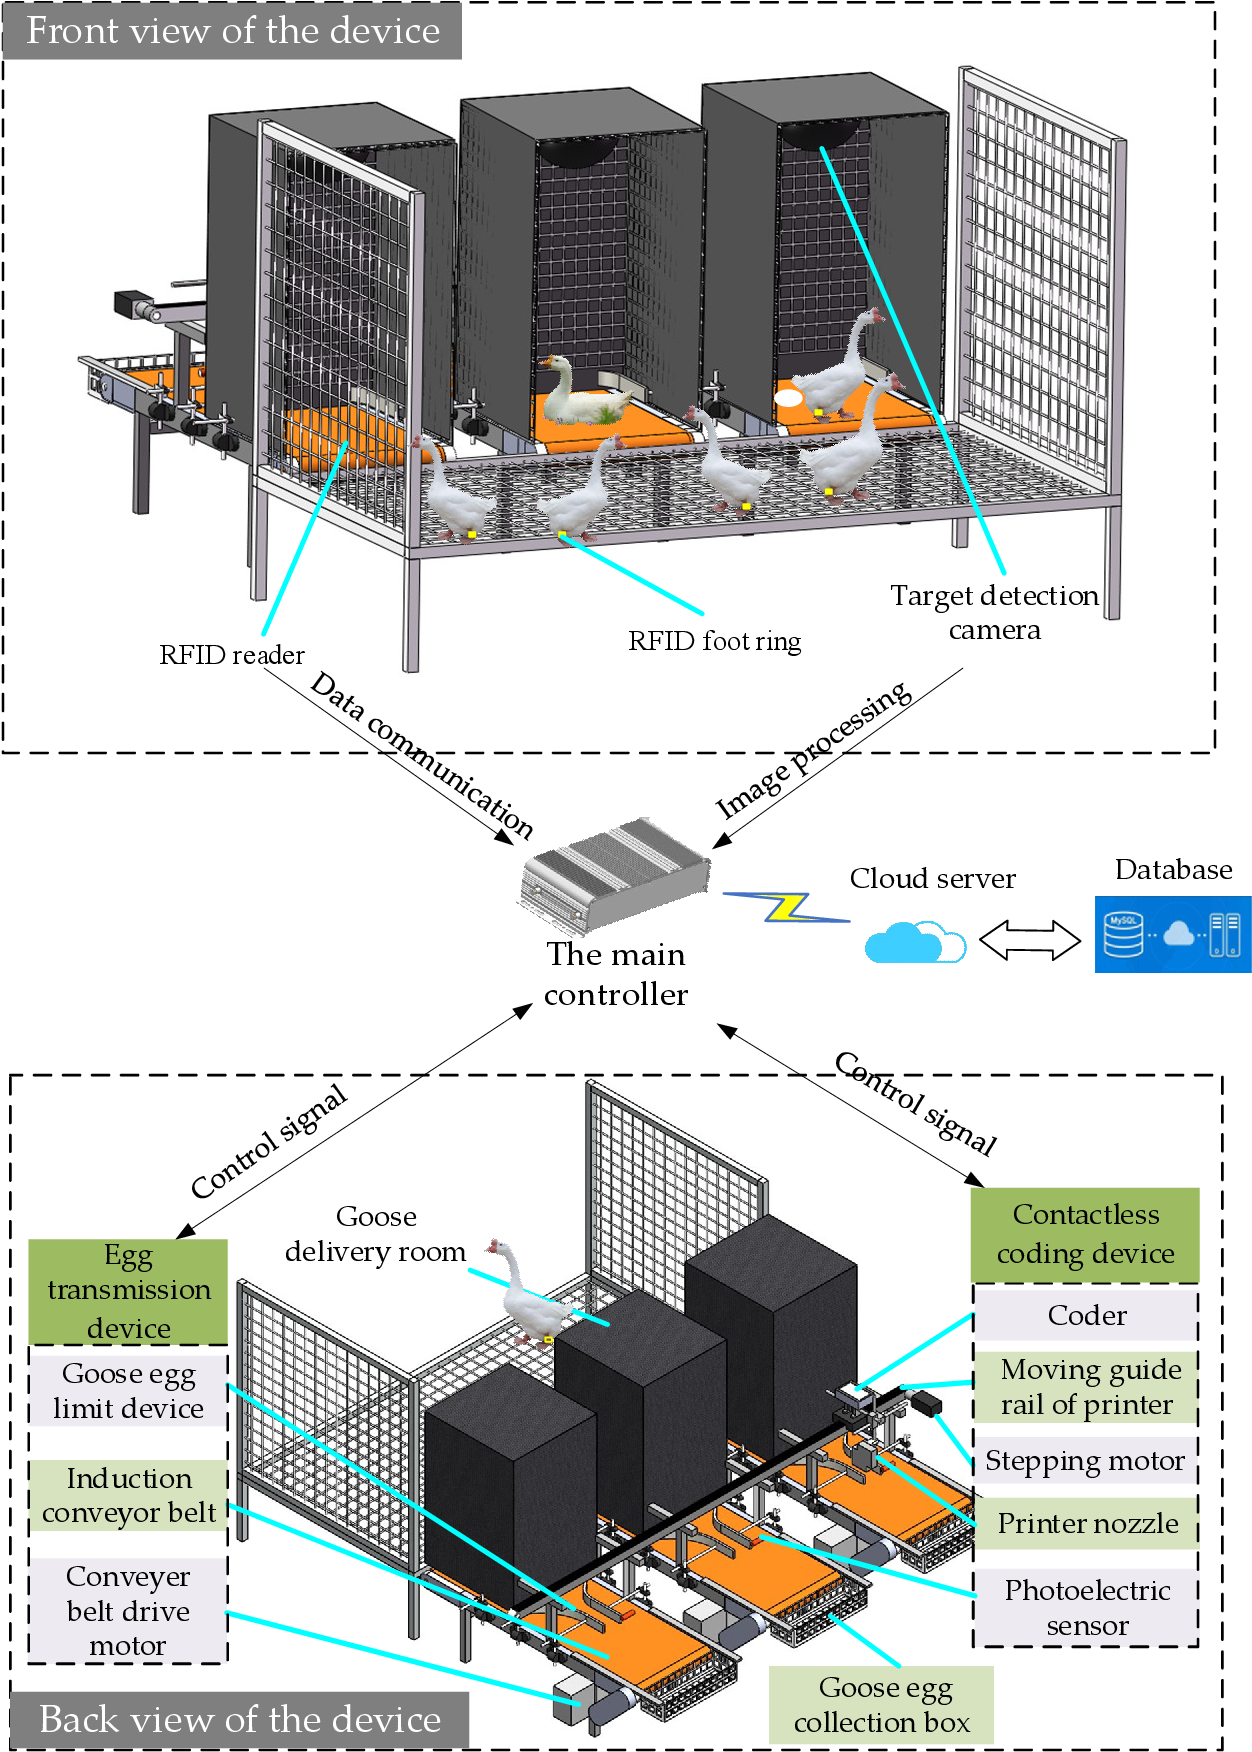 Front view of the device
Target detection
camera
RFID foot ring
RFID reader
Data communication
Image processing
Cloud server
Database
MySQL
The main
controller
Control signal
Control signal
Goose
delivery room
Contactless
coding device
Egg
transmission
device
Coder
Goose egg
limit device
Moving guide
rail of printer
Stepping motor
Induction
conveyor belt
Printer nozzle
Conveyer
belt drive
motor
Photoelectric
sensor
Goose egg
collection box
Back view of the device